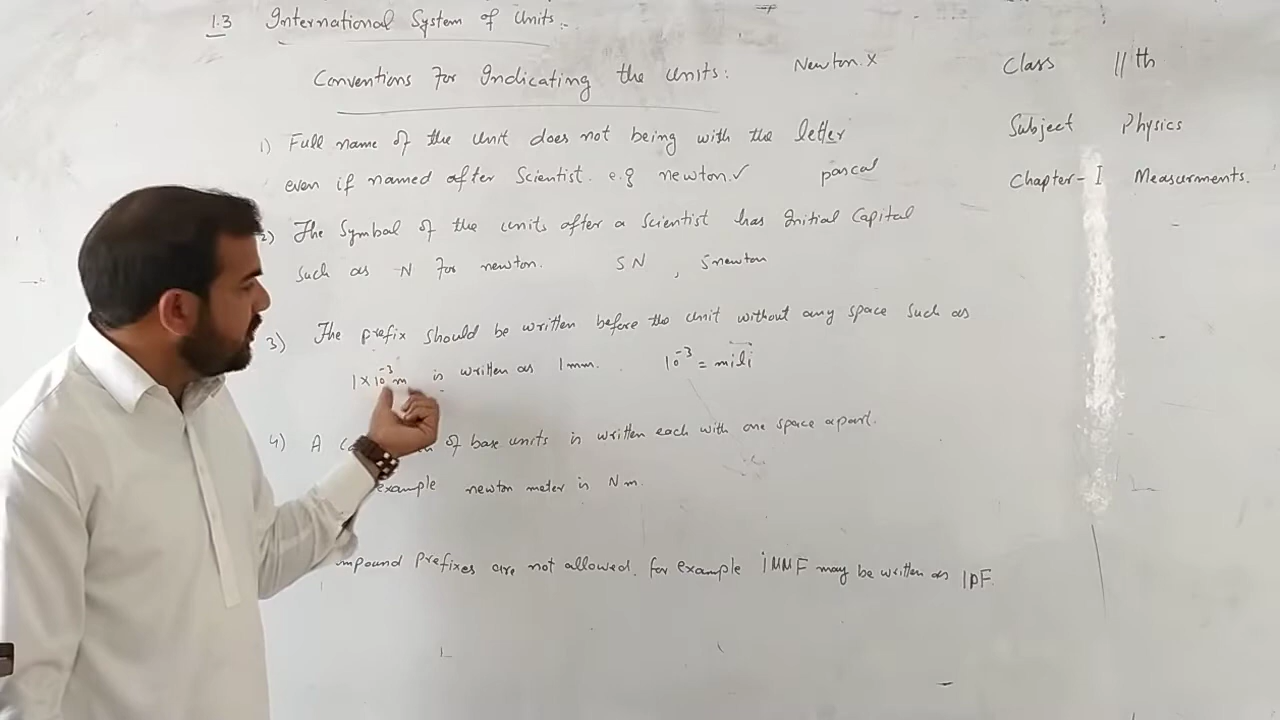 1.3 International System of Units:-
Conventions for Indicating the units: Newton. X
Class 11th
Subject Physics
Chapter-I Measurments.
1) Full name of the unit does not being with the letter
even if named after Scientist. e.g newton. ✓ pascal
2) The Symbal of the units after a Scientist has Initial Capital
Such as N for newton. 5N , 5newton
3) The prefix should be written before the unit without any space such as
1×10⁻³m is written as 1mm. 10⁻³ = mili
4) A of base units is written each with one space apart.
example newton meter is N m.
mpound prefixes are not allowed. for example 1MMF may be written as 1PF.